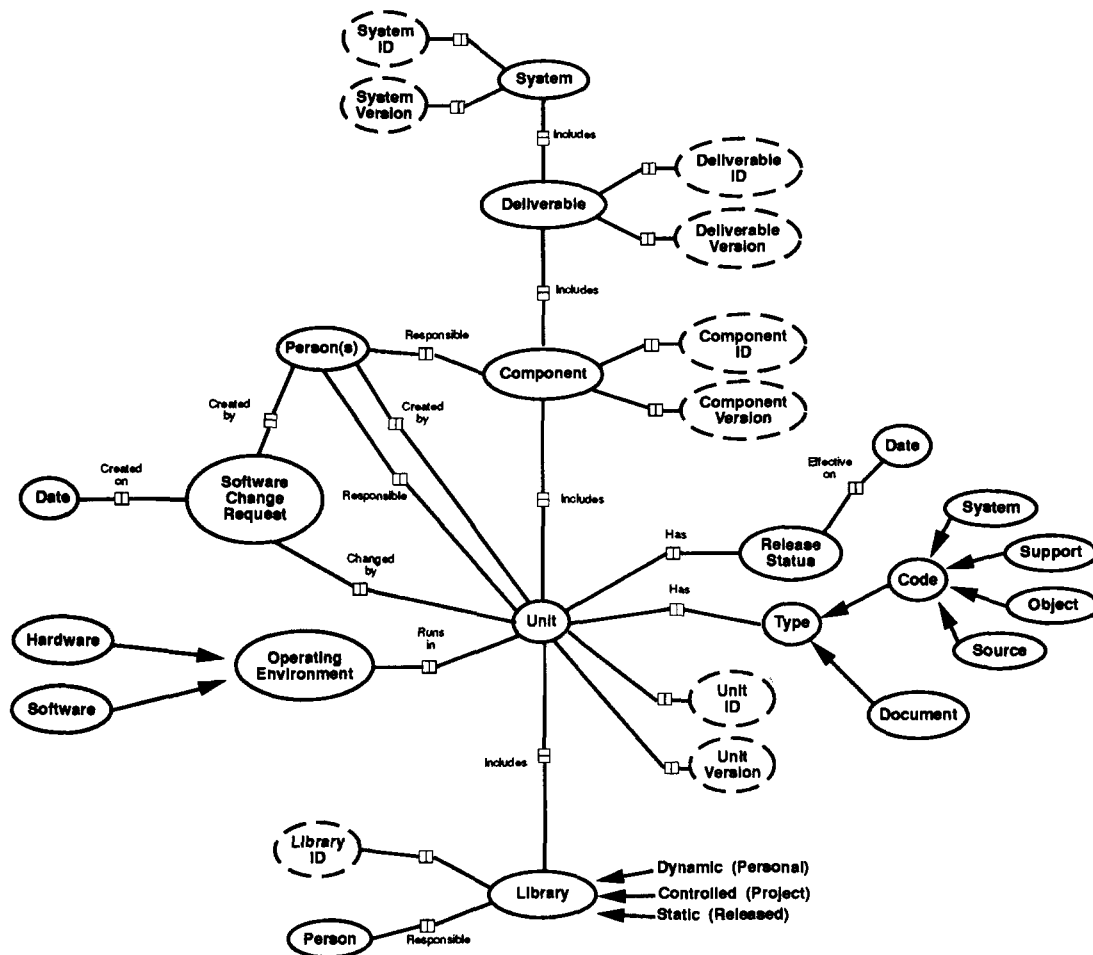 System
ID
System
System
Version
Includes
Deliverable
ID
Deliverable
Deliverable
Version
Includes
Person(s)
Responsible
Component
ID
Component
Component
Version
Created
by
Created
by
Date
Created
on
Software
Change
Request
Responsible
Includes
Effective
on
Date
System
Support
Code
Object
Source
Has
Release
Status
Changed
by
Has
Type
Unit
Hardware
Operating
Environment
Runs
in
Software
Unit
ID
Document
Unit
Version
Includes
Library
ID
Library
Dynamic (Personal)
Controlled (Project)
Static (Released)
Person
Responsible